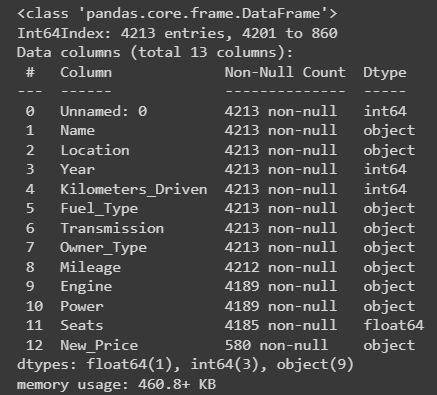 <class 'pandas.core.frame.DataFrame'>
Int64Index: 4213 entries, 4201 to 860
Data columns (total 13 columns):
 #   Column             Non-Null Count  Dtype
---  ------             --------------  -----
 0   Unnamed: 0         4213 non-null   int64
 1   Name               4213 non-null   object
 2   Location           4213 non-null   object
 3   Year               4213 non-null   int64
 4   Kilometers_Driven  4213 non-null   int64
 5   Fuel_Type          4213 non-null   object
 6   Transmission       4213 non-null   object
 7   Owner_Type         4213 non-null   object
 8   Mileage            4212 non-null   object
 9   Engine             4189 non-null   object
 10  Power              4189 non-null   object
 11  Seats              4185 non-null   float64
 12  New_Price          580 non-null    object
dtypes: float64(1), int64(3), object(9)
memory usage: 460.8+ KB